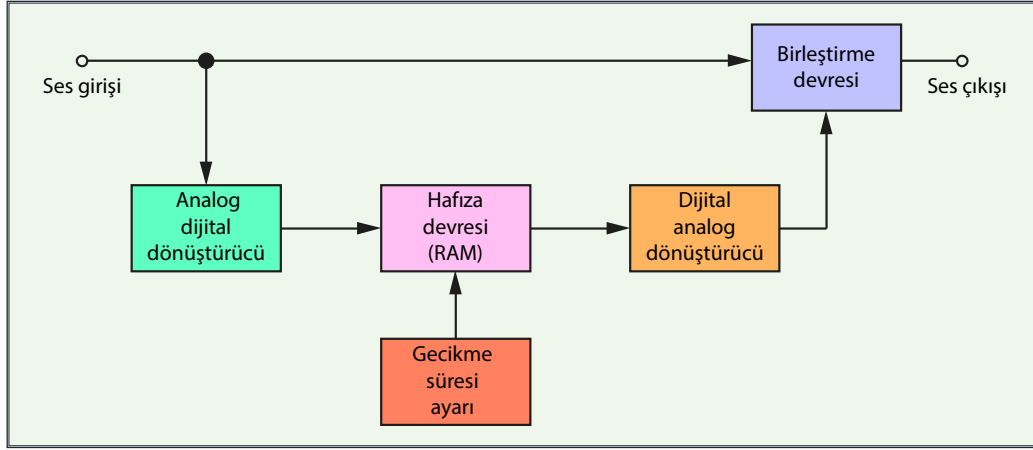 Ses girişi
Birleştirme
devresi
Ses çıkışı
Analog
dijital
dönüştürücü
Hafıza
devresi
(RAM)
Dijital
analog
dönüştürücü
Gecikme
süresi
ayarı